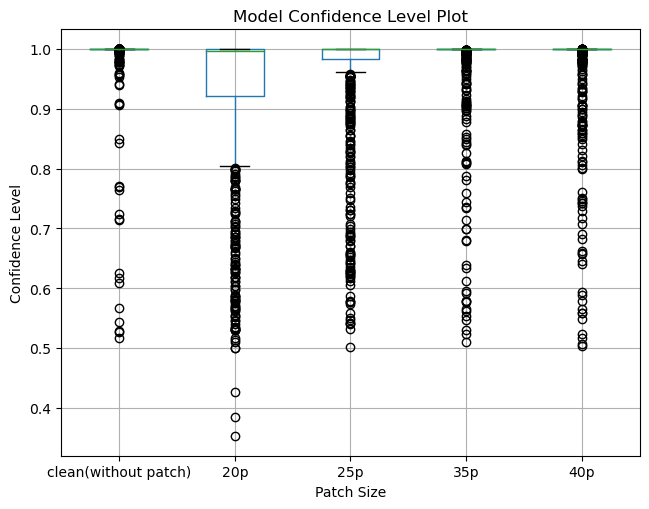 Model Confidence Level Plot
1.0
0.9
0.8
0.7
0.6
0.5
0.4
Confidence Level
clean(without patch) 20p 25p 35p 40p
Patch Size